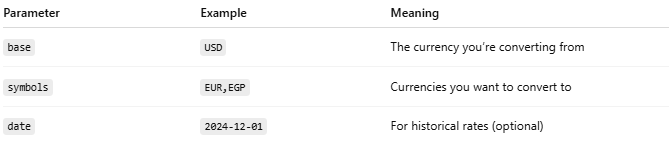 Parameter Example Meaning
base USD The currency you're converting from
symbols EUR,EGP Currencies you want to convert to
date 2024-12-01 For historical rates (optional)